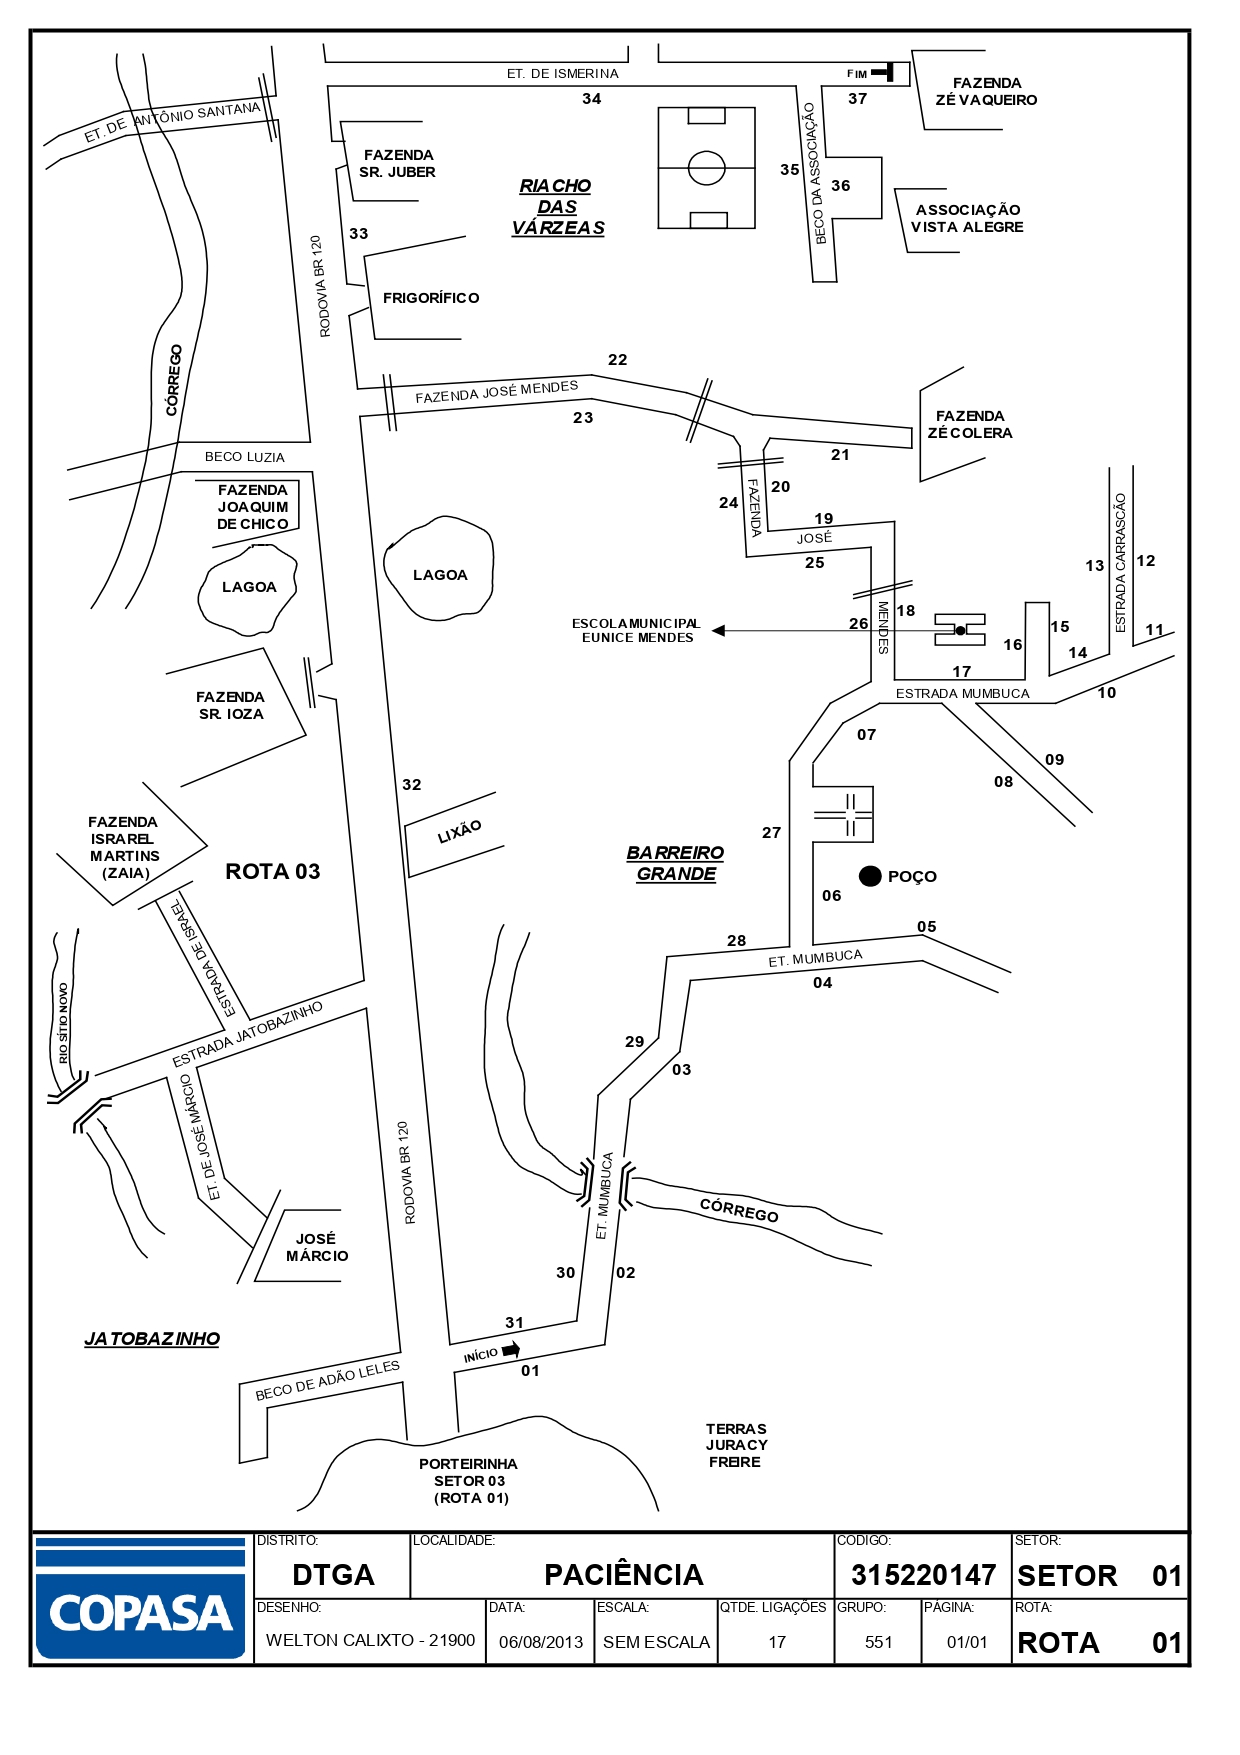 ET. DE ISMERINA
FIM
34
37
FAZENDA
ZÉ VAQUEIRO
ET. DE ANTÔNIO SANTANA
FAZENDA
SR. JUBER
RIACHO
DAS
VÁRZEAS
35
36
BECO DA ASSOCIAÇÃO
ASSOCIAÇÃO
VISTA ALEGRE
33
RODOVIA BR 120
FRIGORÍFICO
CÓRREGO
22
FAZENDA JOSÉ MENDES
23
FAZENDA
ZÉ COLERA
21
BECO LUZIA
FAZENDA
JOAQUIM
DE CHICO
24
FAZENDA
20
19
JOSÉ
25
LAGOA
LAGOA
13
ESTRADA CARRASCÃO
12
ESCOLA MUNICIPAL
EUNICE MENDES
26
MENDES
18
16
15
14
11
17
ESTRADA MUMBUCA
10
FAZENDA
SR. IOZA
07
09
08
32
LIXÃO
27
FAZENDA
ISRAREL
MARTINS
(ZAIA)
ROTA 03
BARREIRO
GRANDE
POÇO
06
ESTRADA DE ISRAEL
28
05
ET. MUMBUCA
04
RIO SÍTIO NOVO
ESTRADA JATOBAZINHO
29
03
ET. DE JOSÉ MÁRCIO
RODOVIA BR 120
ET. MUMBUCA
CÓRREGO
JOSÉ
MÁRCIO
30
02
JATOBAZINHO
31
INÍCIO
01
BECO DE ADÃO LELES
TERRAS
JURACY
FREIRE
PORTEIRINHA
SETOR 03
(ROTA 01)
COPASA
DISTRITO:
DTGA
LOCALIDADE:
PACIÊNCIA
CODIGO:
315220147
SETOR:
SETOR 01
DESENHO:
WELTON CALIXTO - 21900
DATA:
06/08/2013
ESCALA:
SEM ESCALA
QTDE. LIGAÇÕES
17
GRUPO:
551
PÁGINA:
01/01
ROTA:
ROTA 01